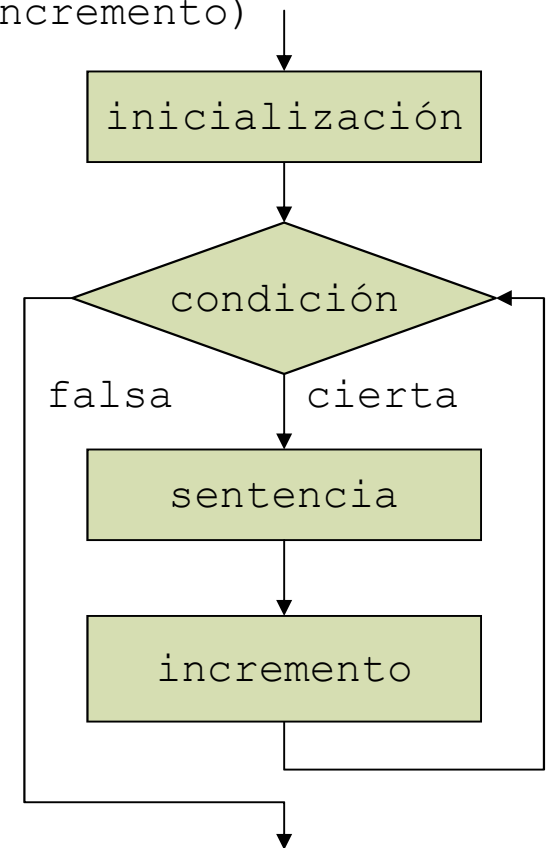 ncremento)
inicialización
condición
falsa
cierta
sentencia
incremento